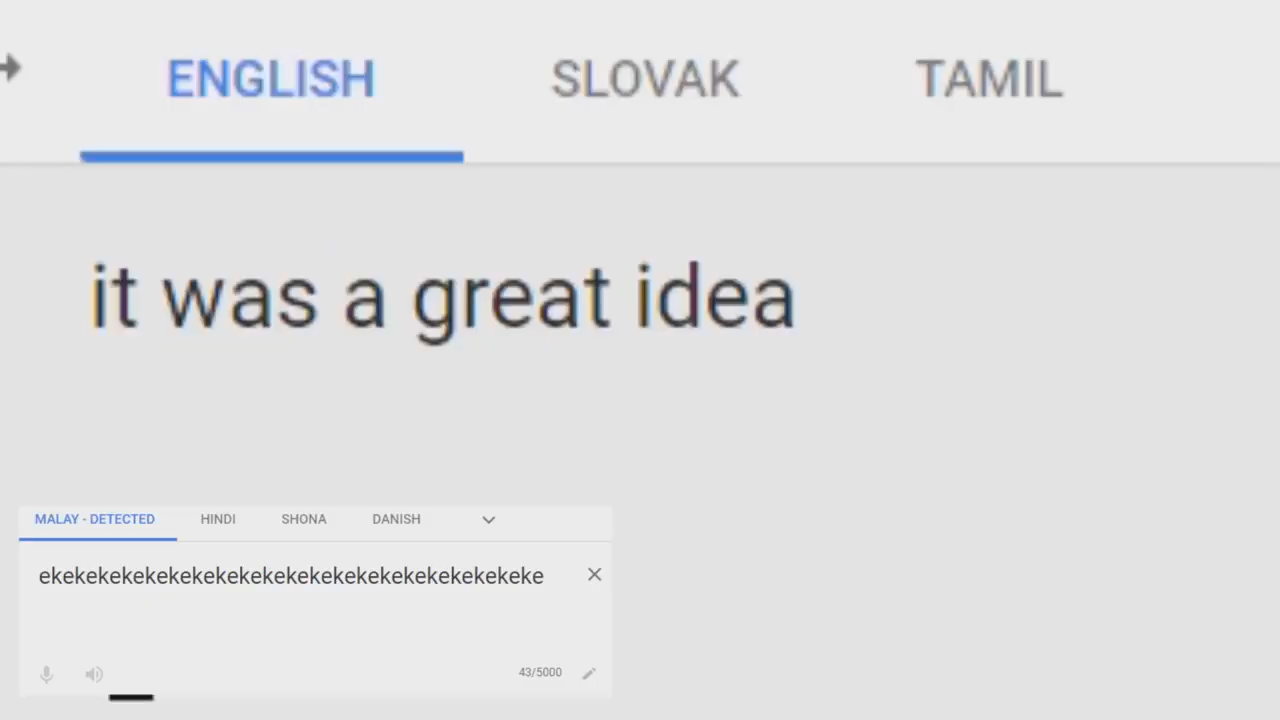 ENGLISH SLOVAK TAMIL
it was a great idea
MALAY - DETECTED HINDI SHONA DANISH
ekekekekekekekekekekekekekekekekekekekekeke
43/5000